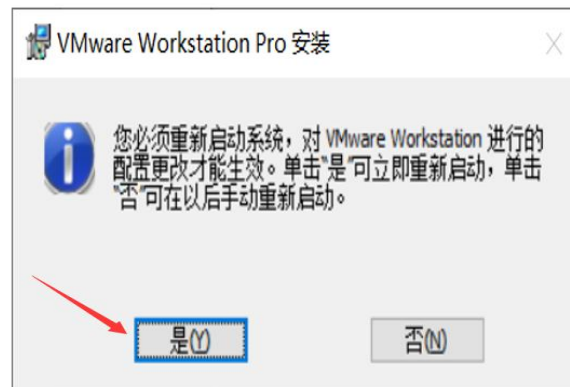 VMware Workstation Pro 安装
您必须重新启动系统，对 VMware Workstation 进行的
配置更改才能生效。单击“是”可立即重新启动，单击
“否”可在以后手动重新启动。
是(Y)
否(N)